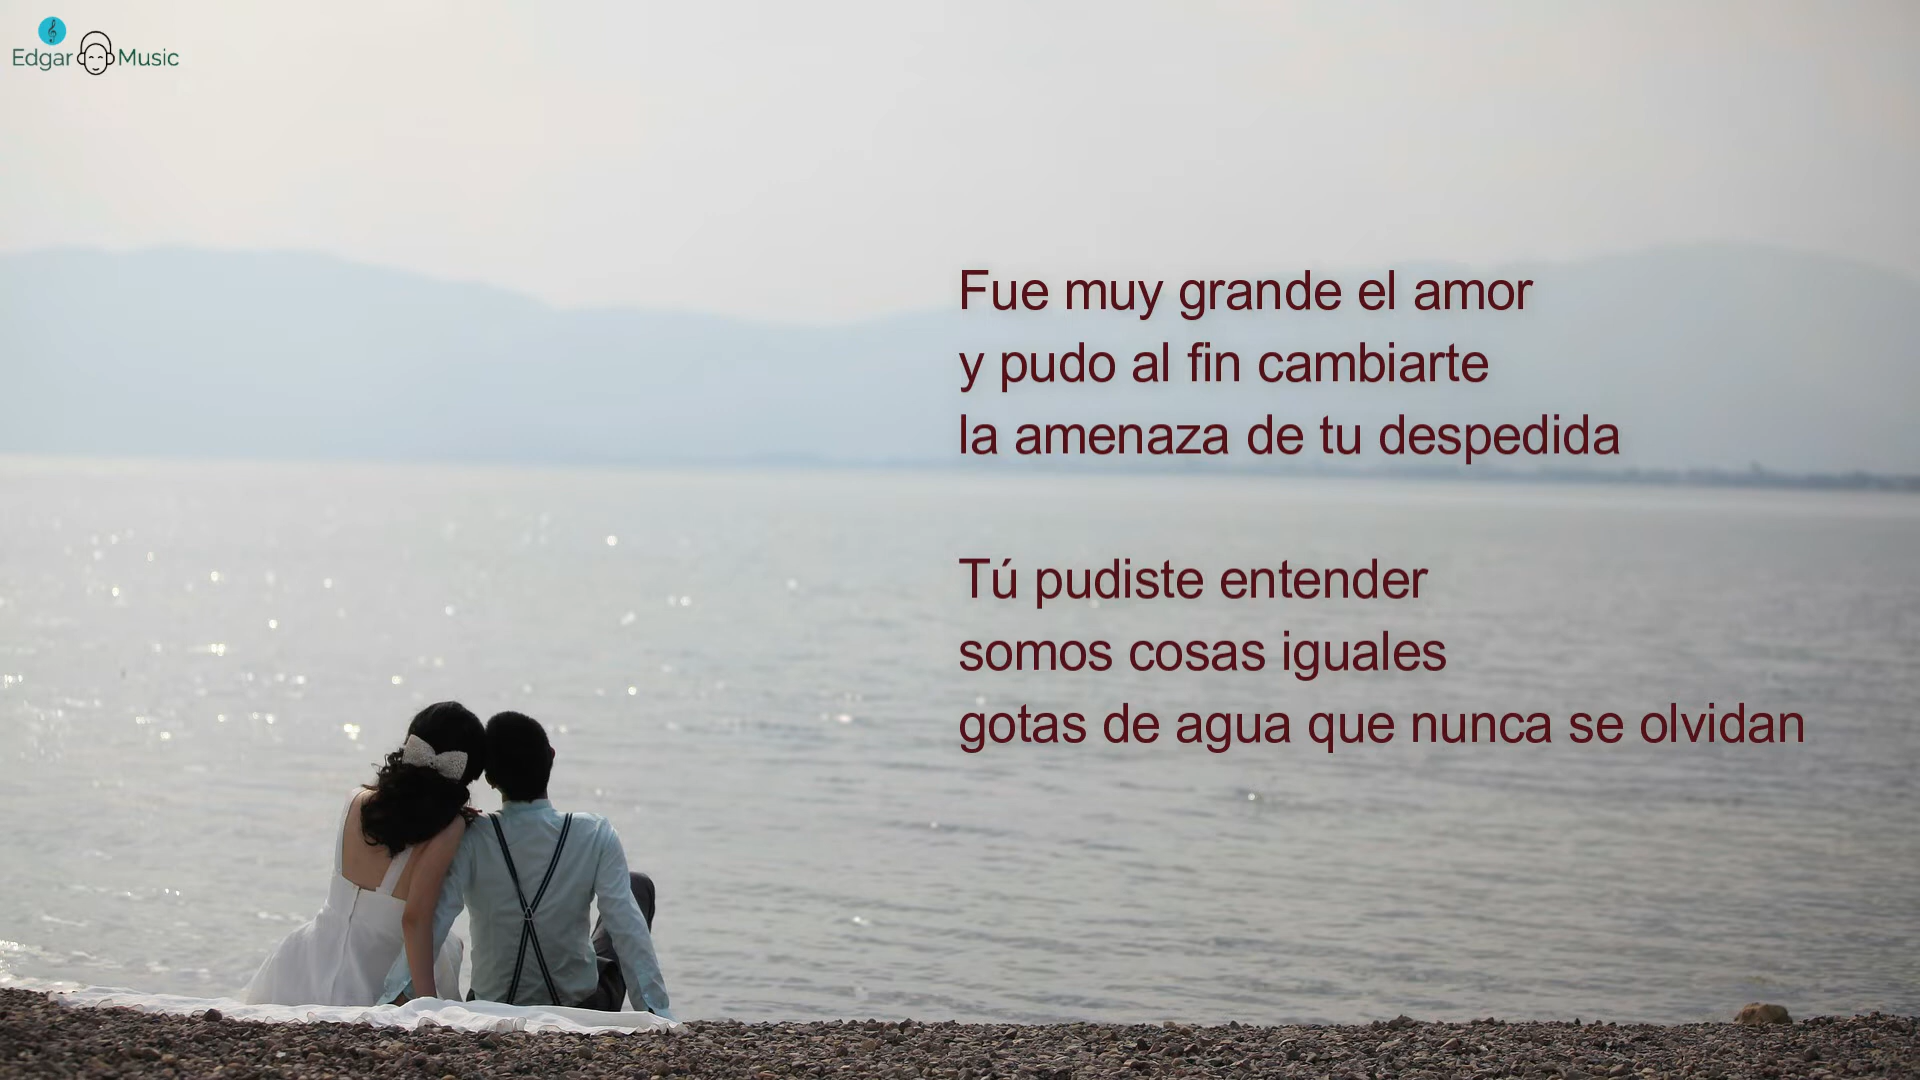 Edgar Music
Fue muy grande el amor
y pudo al fin cambiarte
la amenaza de tu despedida
Tú pudiste entender
somos cosas iguales
gotas de agua que nunca se olvidan